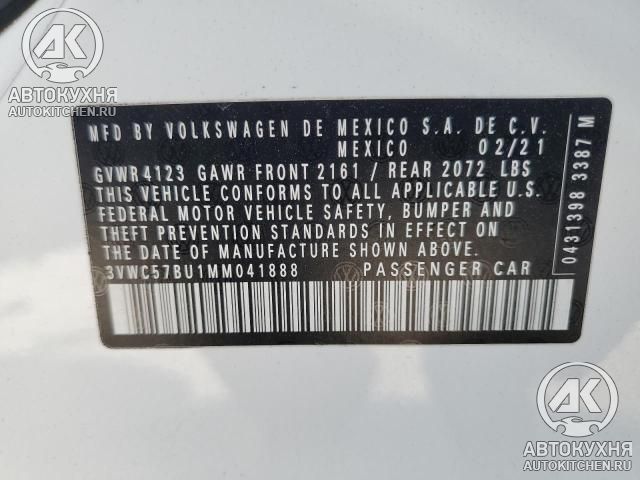 AK
АВТОКУХНЯ
AUTOKITCHEN.RU
MFD BY VOLKSWAGEN DE MEXICO S.A. DE C.V.
MEXICO 02/21
GVWR 4123 GAWR FRONT 2161 / REAR 2072 LBS
THIS VEHICLE CONFORMS TO ALL APPLICABLE U.S.
FEDERAL MOTOR VEHICLE SAFETY, BUMPER AND
THEFT PREVENTION STANDARDS IN EFFECT ON
THE DATE OF MANUFACTURE SHOWN ABOVE.
3VWC57BU1MM041888 PASSENGER CAR
0431398 3387 M
AK
АВТОКУХНЯ
AUTOKITCHEN.RU